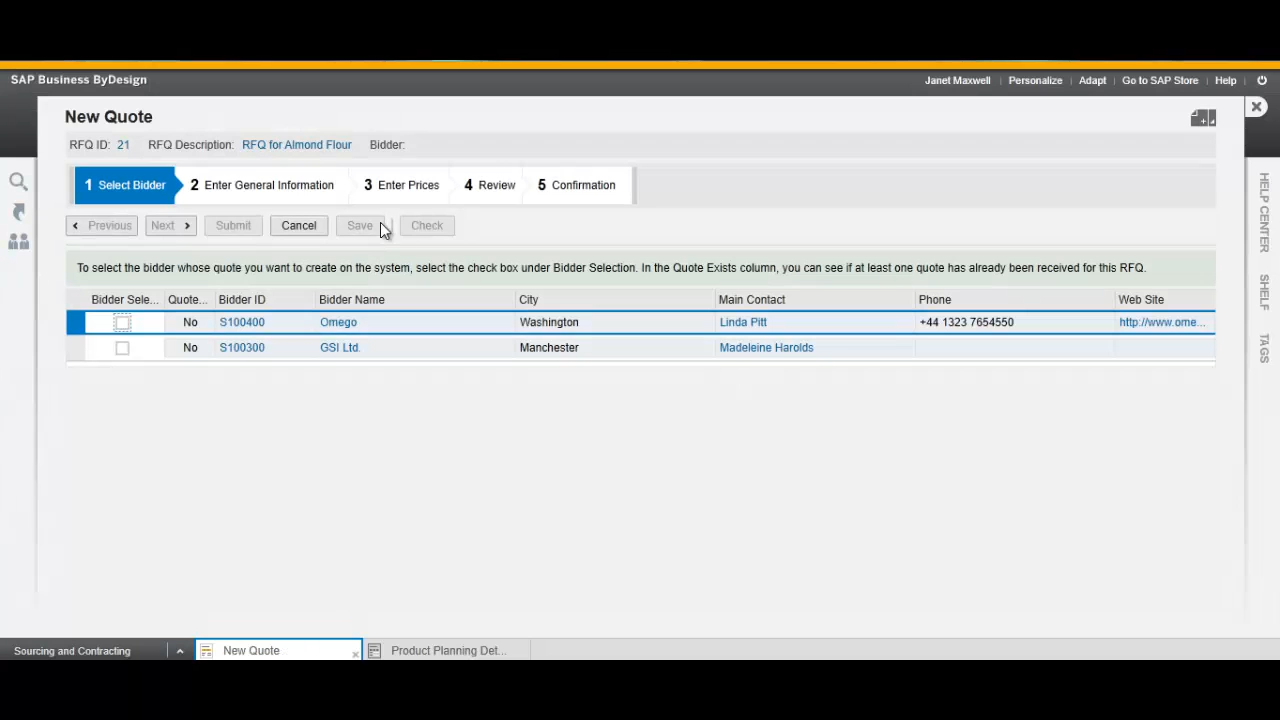 SAP Business ByDesign
Janet Maxwell Personalize Adapt Go to SAP Store Help
New Quote
RFQ ID: 21 RFQ Description: RFQ for Almond Flour Bidder:
1 Select Bidder 2 Enter General Information 3 Enter Prices 4 Review 5 Confirmation
Previous Next Submit Cancel Save Check
To select the bidder whose quote you want to create on the system, select the check box under Bidder Selection. In the Quote Exists column, you can see if at least one quote has already been received for this RFQ.
Bidder Sele... Quote... Bidder ID Bidder Name City Main Contact Phone Web Site
No S100400 Omego Washington Linda Pitt +44 1323 7654550 http://www.ome...
No S100300 GSI Ltd. Manchester Madeleine Harolds
HELP CENTER
SHELF
TAGS
Sourcing and Contracting New Quote Product Planning Det...